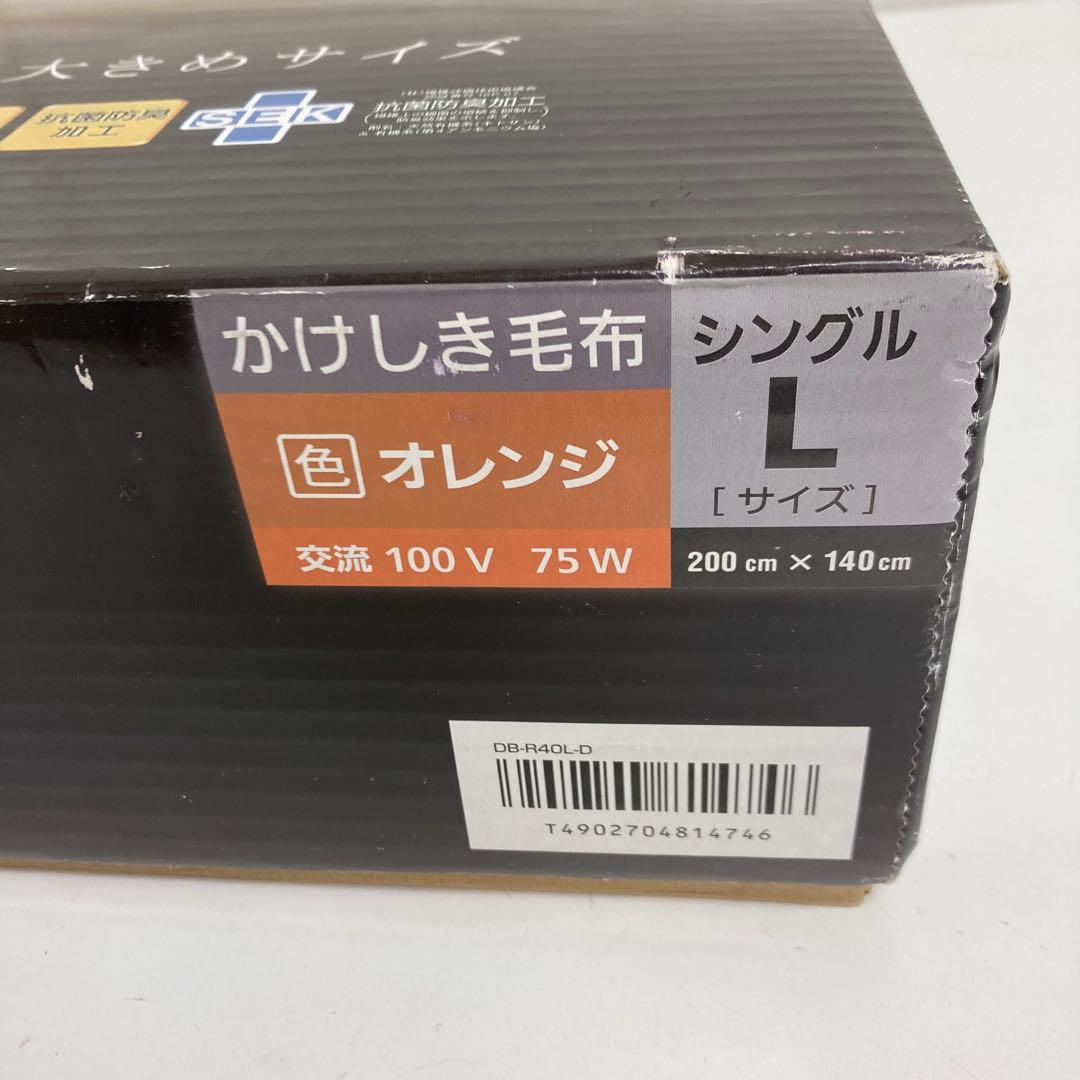 大きめサイズ
抗菌防臭
加工
SEK
抗菌防臭加工
かけしき毛布
シングル
L
[サイズ]
色 オレンジ
交流 100V 75W
200cm×140cm
DB-R40L-D
T4902704814746